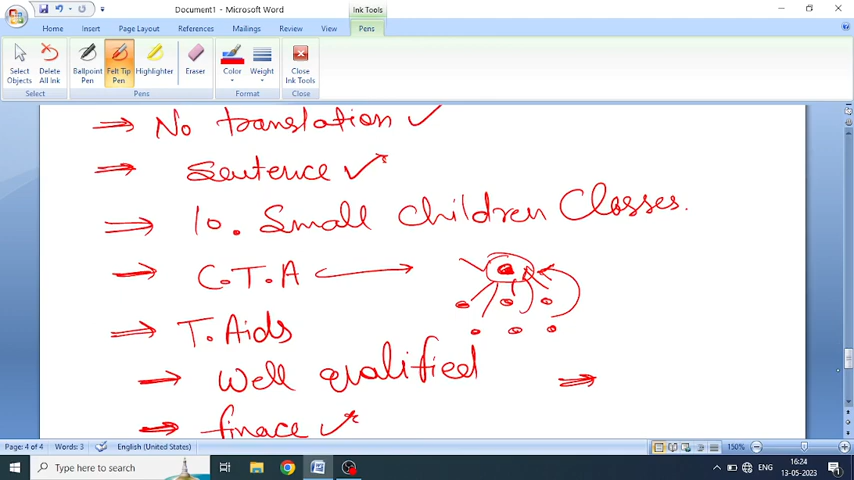 Document1 - Microsoft Word
Ink Tools
Home Insert Page Layout References Mailings Review View Pens
Select Objects
Delete All Ink
Ballpoint Pen
Felt Tip Pen
Highlighter
Eraser
Color
Weight
Close Ink Tools
Select Pens Format Close
⇒ No translation ✓
⇒ Sentence ✓
⇒ 10. Small Children Classes.
→ C.T.A ⟷
⇒ T. Aids
→ Well qualified ⇒
⇒ finace ✓
Page: 4 of 4 Words: 3 English (United States) 150%
Type here to search
ENG
16:24
13-05-2023
1